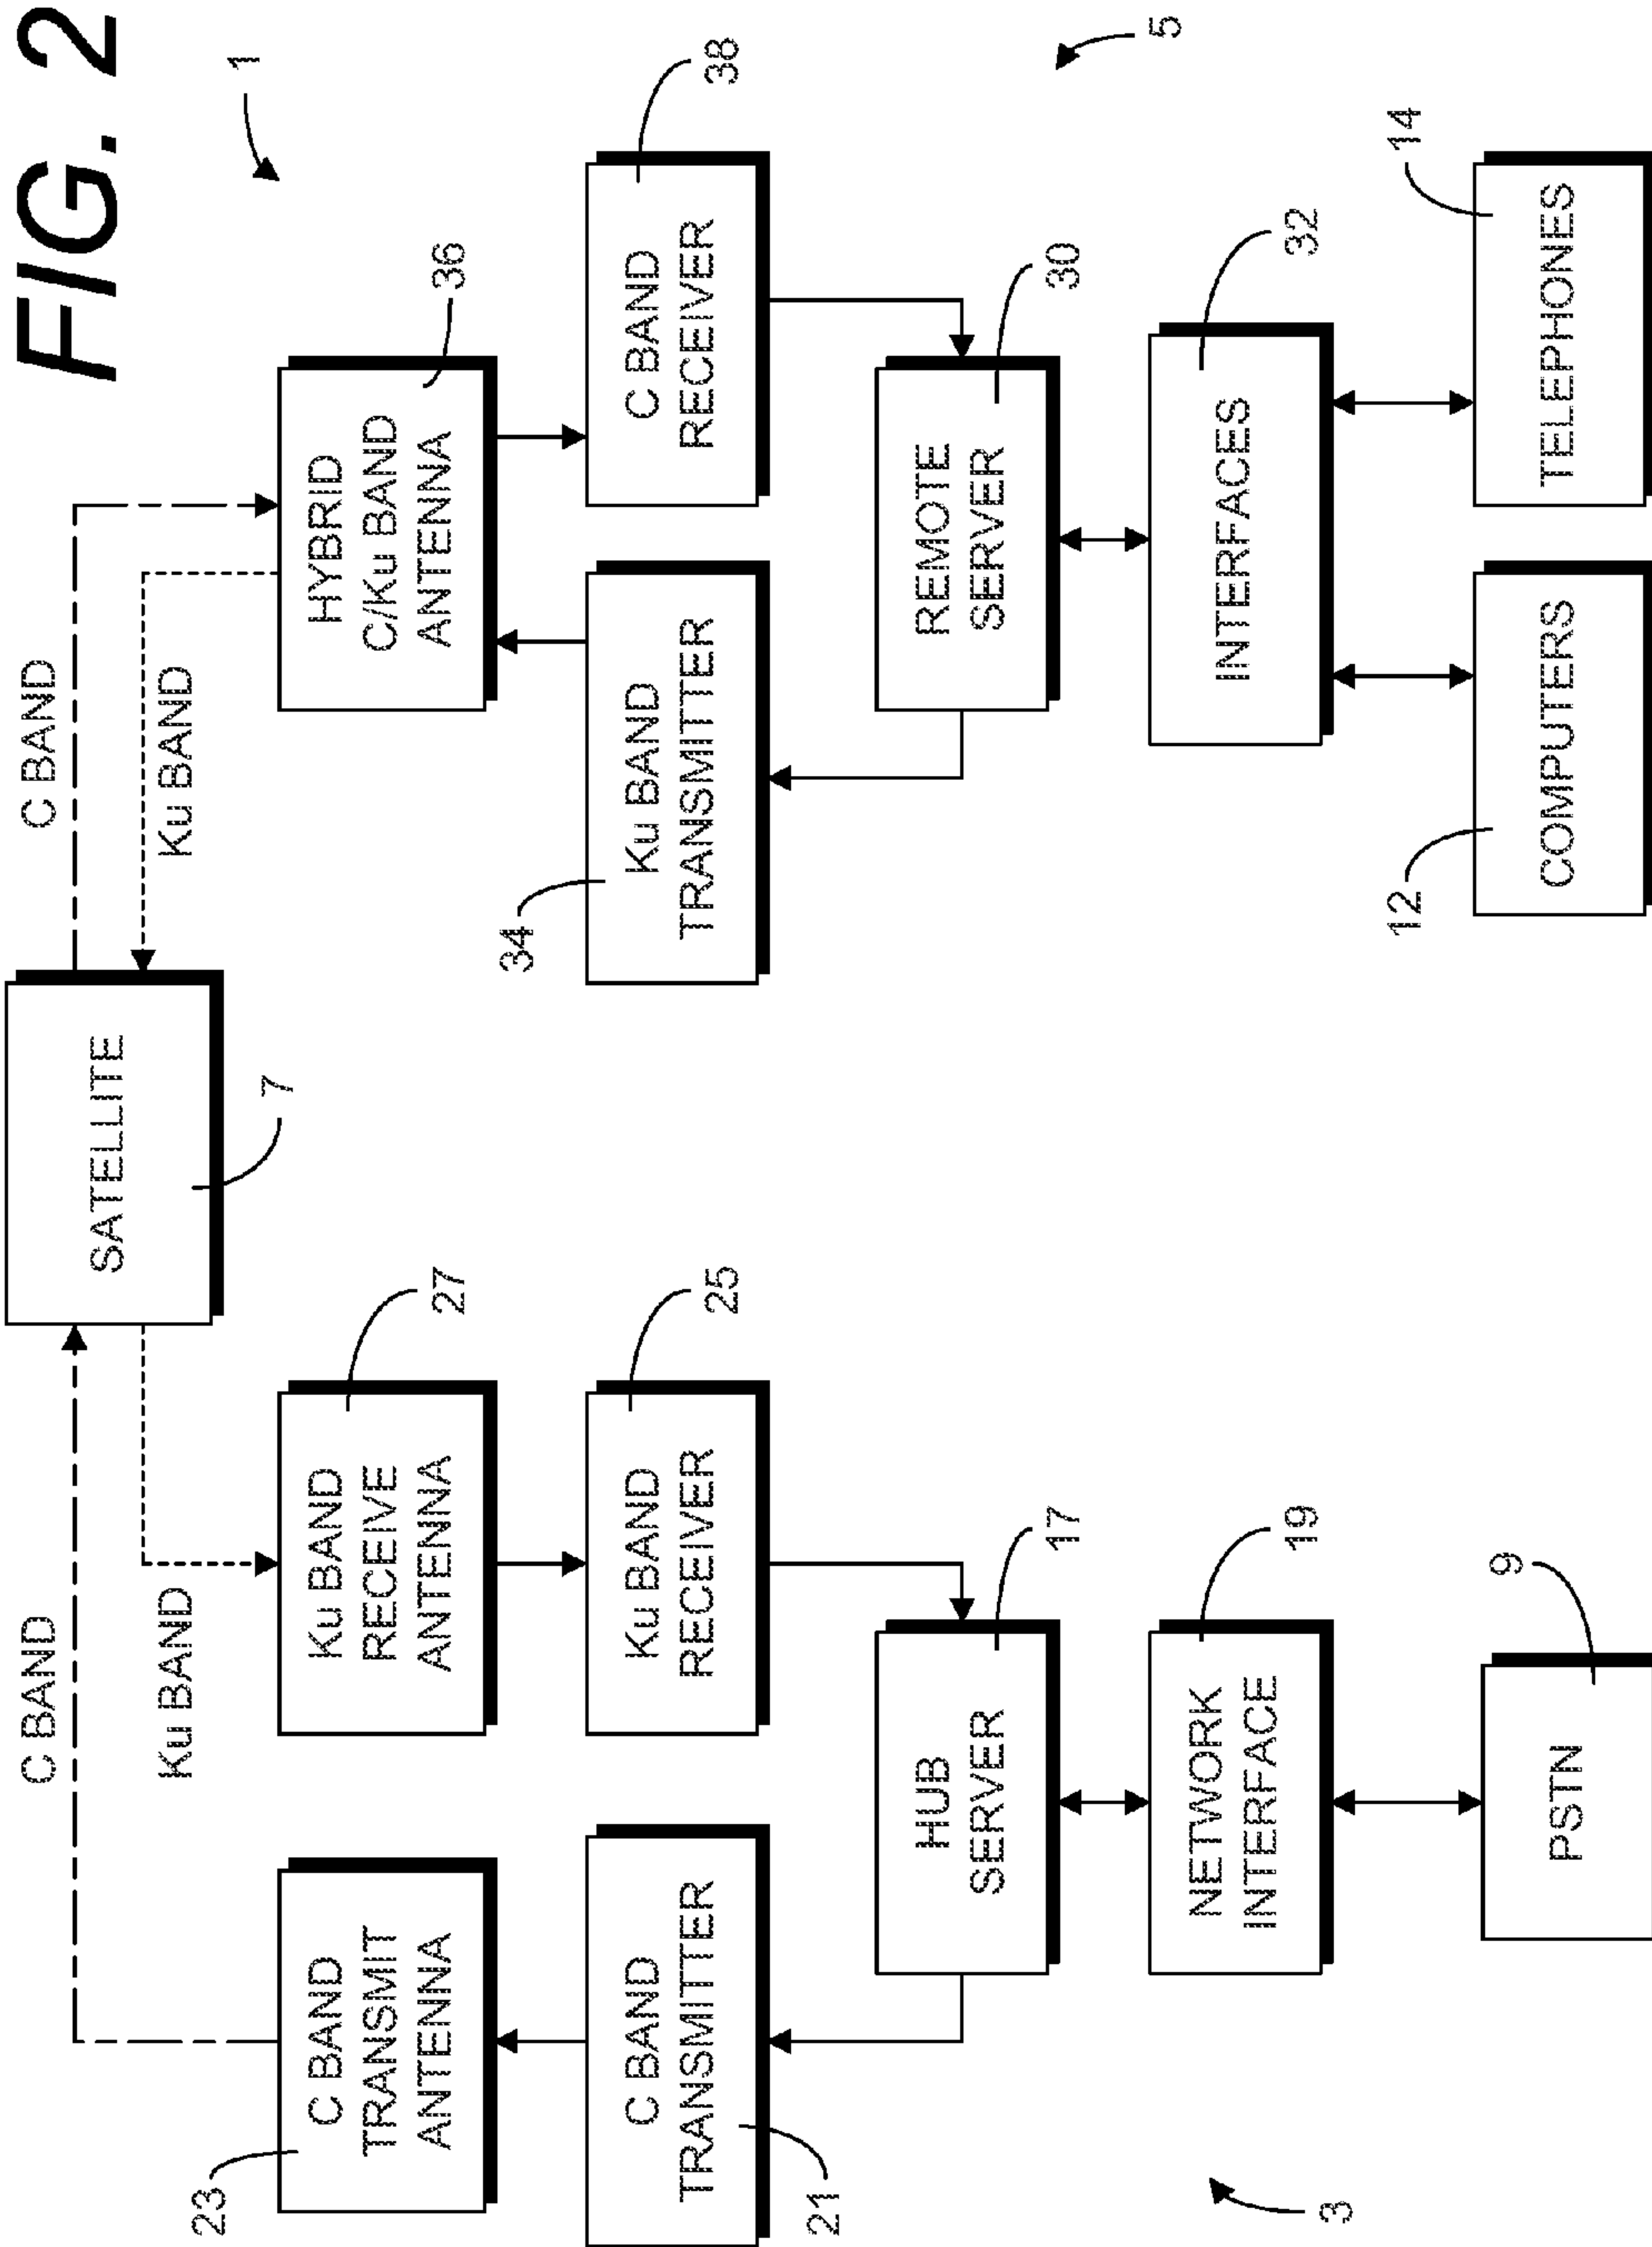 FIG. 2
1
C BAND
C BAND
SATELLITE
7
Ku BAND
Ku BAND
23
C BAND
TRANSMIT
ANTENNA
Ku BAND
RECEIVE
ANTENNA
27
HYBRID
C/Ku BAND
ANTENNA
36
C BAND
TRANSMITTER
21
Ku BAND
RECEIVER
25
34
Ku BAND
TRANSMITTER
C BAND
RECEIVER
38
HUB
SERVER
17
REMOTE
SERVER
30
5
NETWORK
INTERFACE
19
INTERFACES
32
3
PSTN
9
12
COMPUTERS
14
TELEPHONES